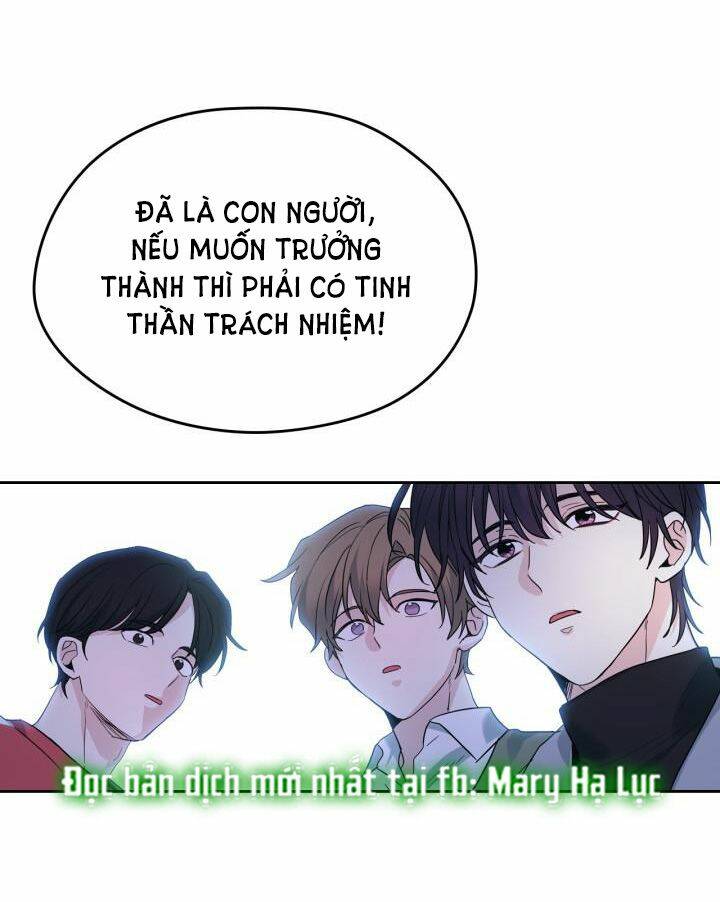 ĐÃ LÀ CON NGƯỜI,
NẾU MUỐN TRƯỞNG
THÀNH THÌ PHẢI CÓ TINH
THẦN TRÁCH NHIỆM!
Đọc bản dịch mới nhất tại fb: Mary Hạ Lục